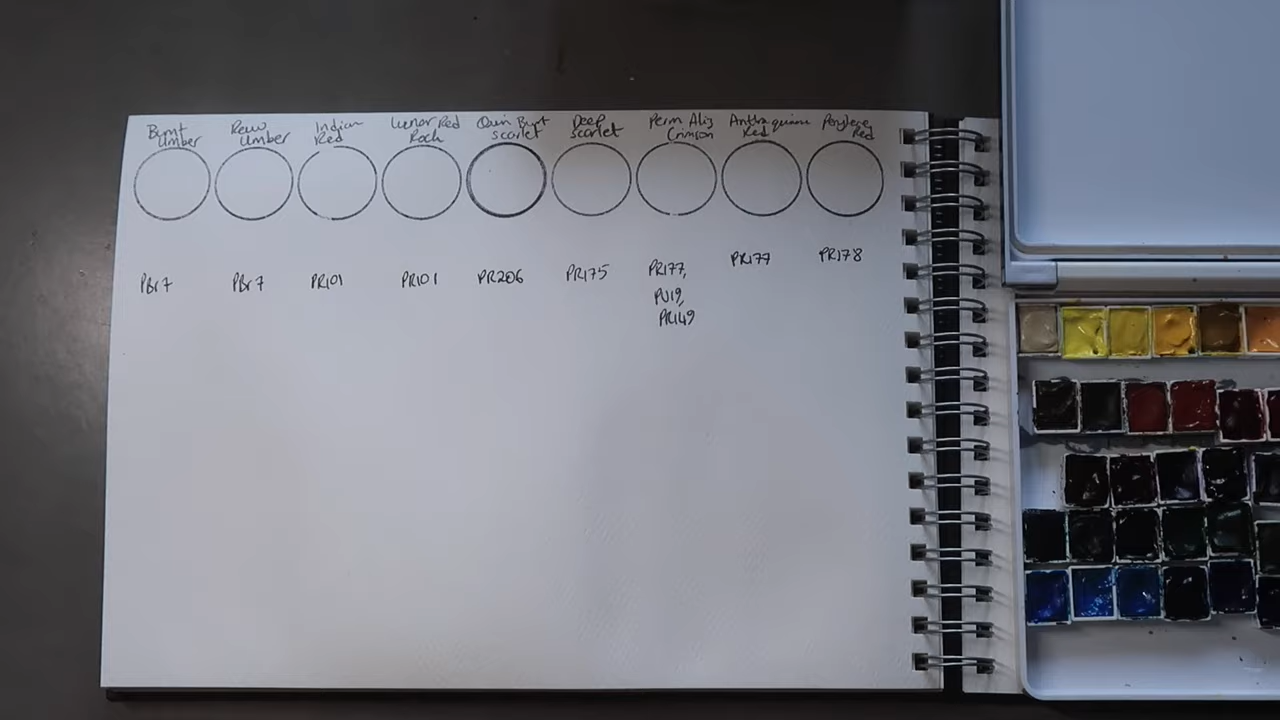 Burnt
Umber
Raw
Umber
Indian
Red
Lunar Red
Rock
Quin Burnt
scarlet
Deep
scarlet
Perm Aliz
Crimson
Anthraquinone
Red
Perylene
Red
PBr7
PBr7
PR101
PR101
PR206
PR175
PR177,
PV19,
PR149
PR177
PR178